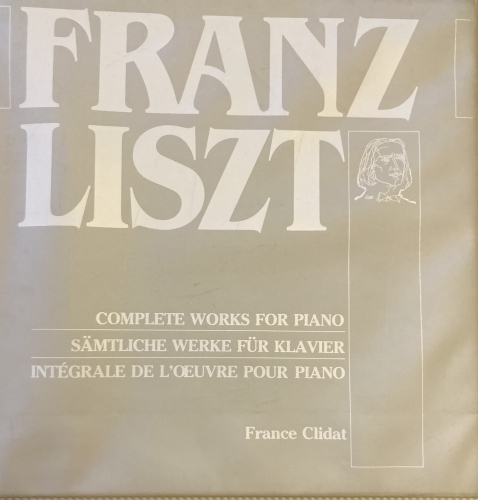 FRANZ
LISZT
COMPLETE WORKS FOR PIANO
SÄMTLICHE WERKE FÜR KLAVIER
INTÉGRALE DE L'ŒUVRE POUR PIANO
France Clidat